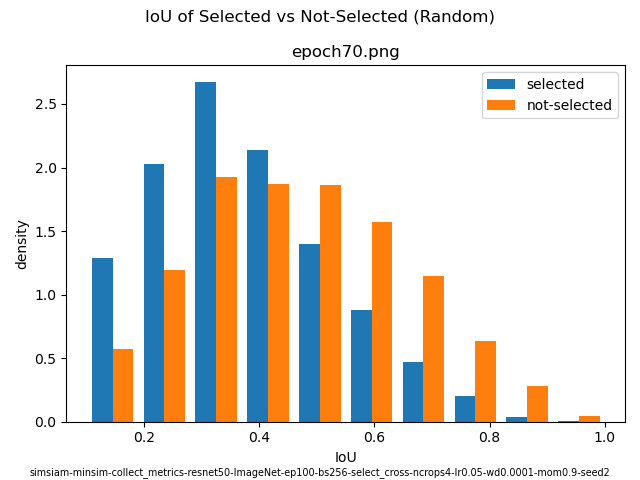 IoU of Selected vs Not-Selected (Random)
epoch70.png
selected
not-selected
density
2.5
2.0
1.5
1.0
0.5
0.0
0.2
0.4
0.6
0.8
1.0
IoU
simsiam-minsim-collect_metrics-resnet50-ImageNet-ep100-bs256-select_cross-ncrops4-lr0.05-wd0.0001-mom0.9-seed2